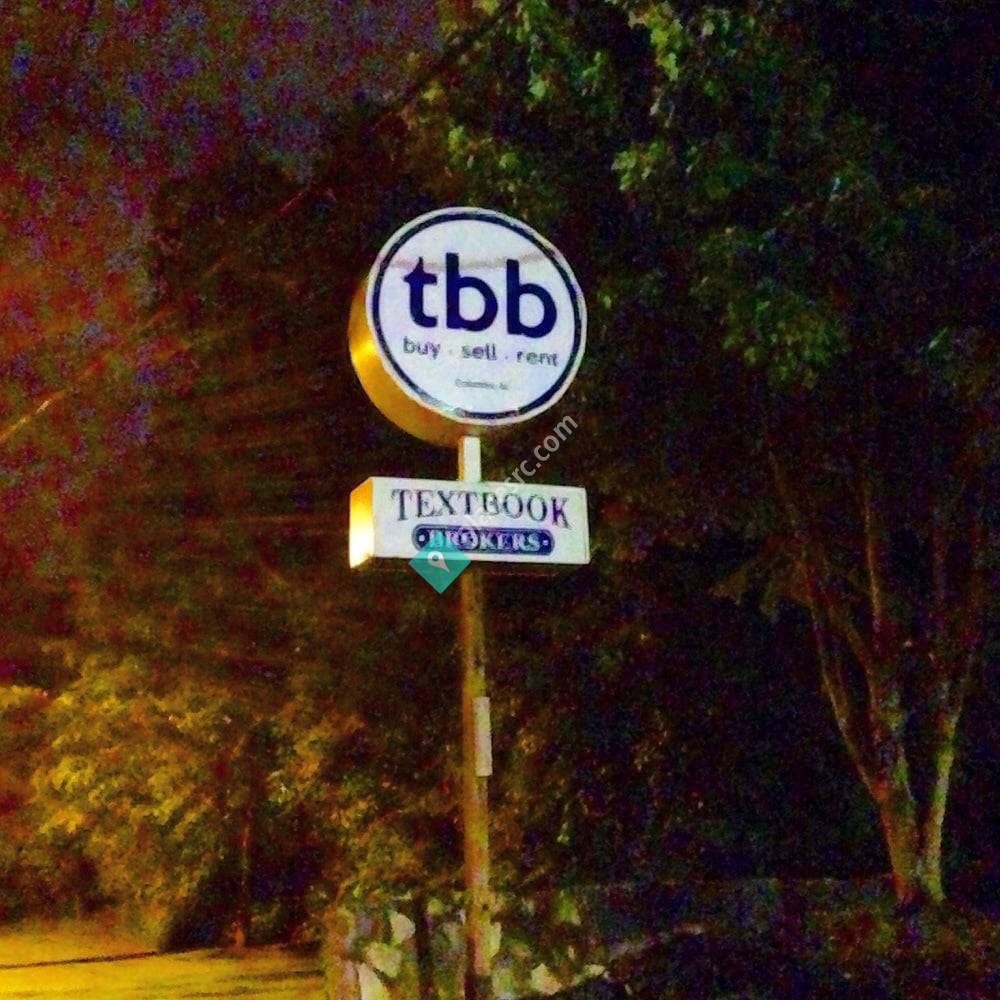 tbb
buy . sell . rent
TEXTBOOK
BROKERS